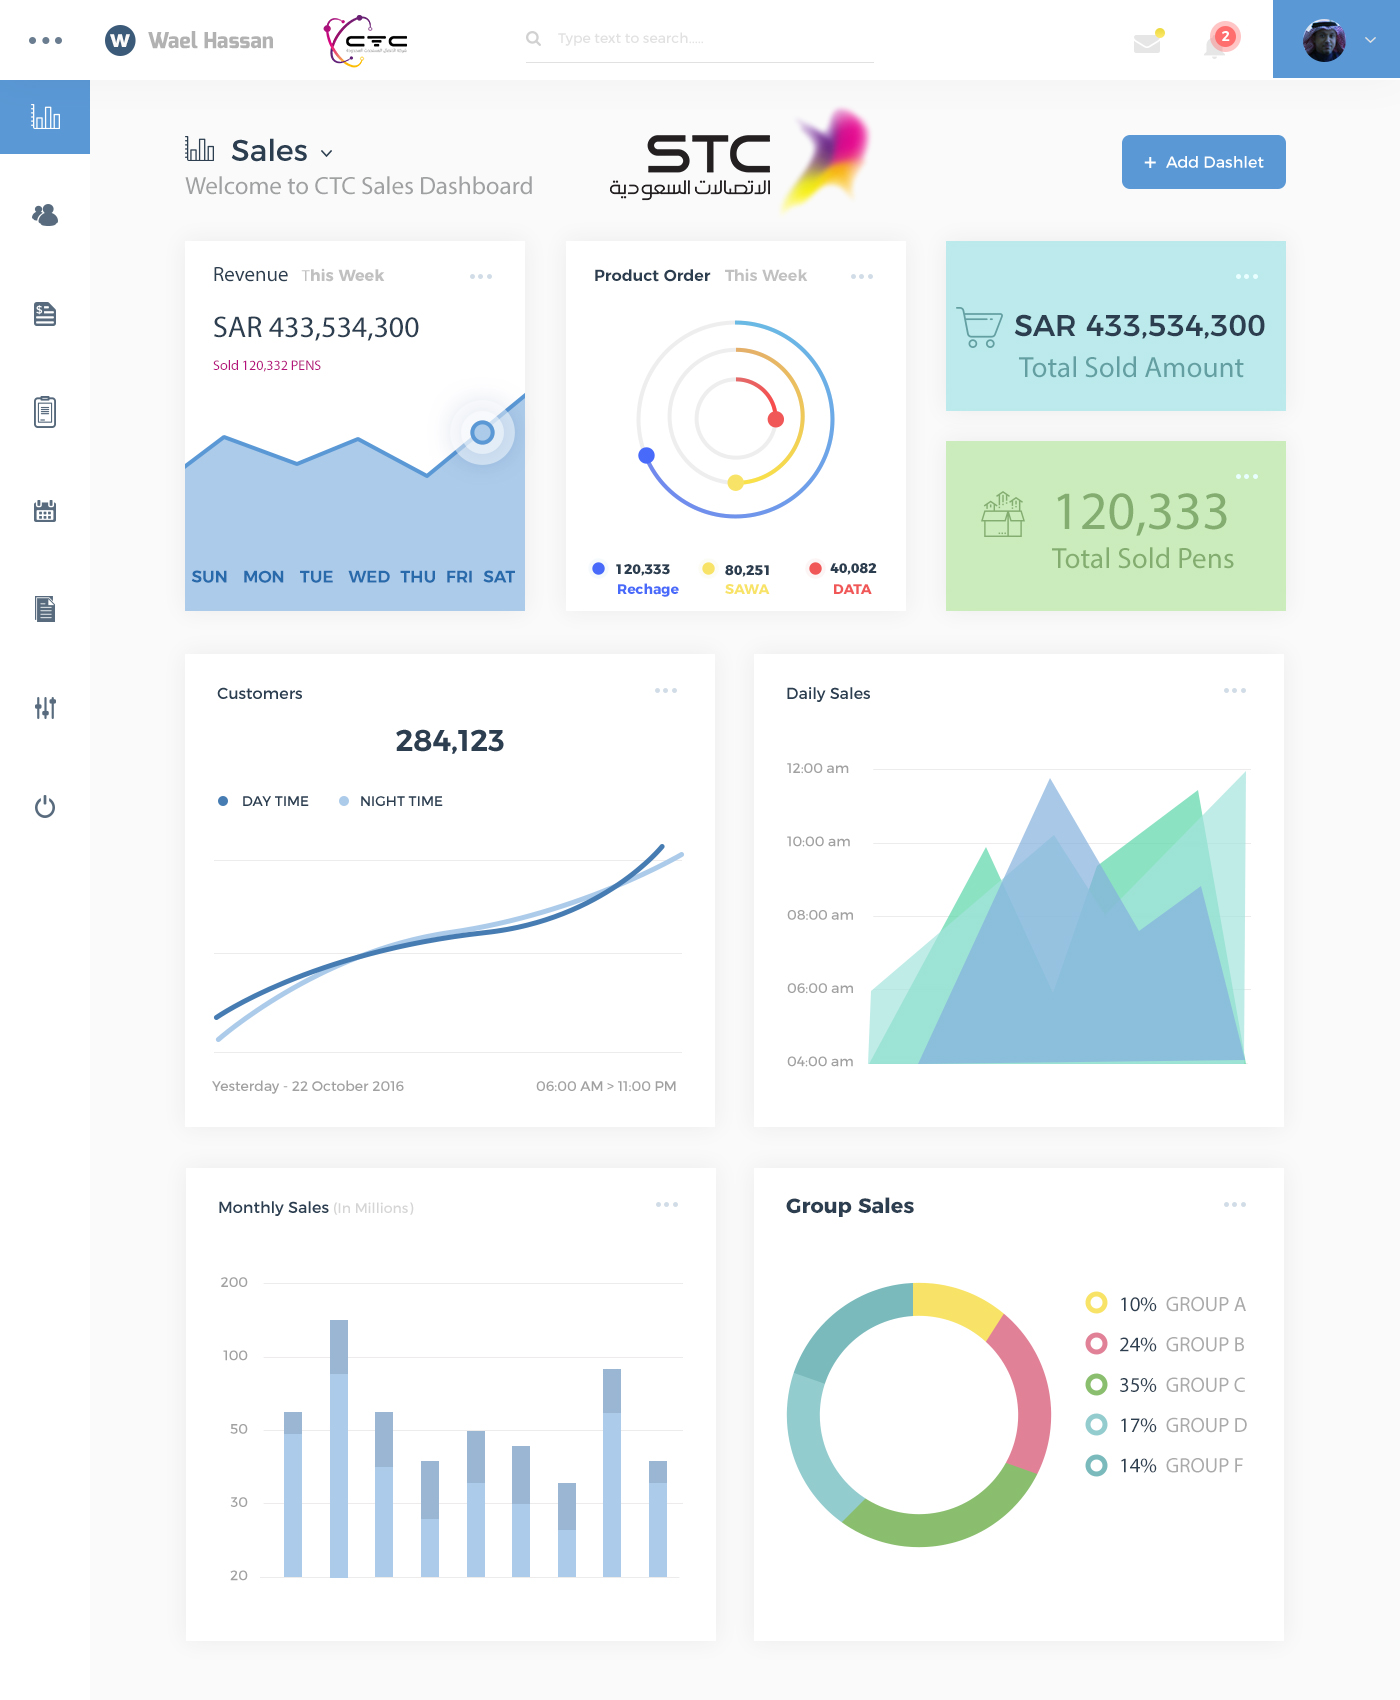 W Wael Hassan
CTC
Type text to search.....
2
Sales
Welcome to CTC Sales Dashboard
STC
الاتصالات السعودية
+ Add Dashlet
Revenue This Week
SAR 433,534,300
Sold 120,332 PENS
SUN MON TUE WED THU FRI SAT
Product Order This Week
120,333 80,251 40,082
Rechage SAWA DATA
SAR 433,534,300
Total Sold Amount
120,333
Total Sold Pens
Customers
284,123
DAY TIME NIGHT TIME
Yesterday - 22 October 2016 06:00 AM > 11:00 PM
Daily Sales
12:00 am
10:00 am
08:00 am
06:00 am
04:00 am
Monthly Sales (In Millions)
200
100
50
30
20
Group Sales
10% GROUP A
24% GROUP B
35% GROUP C
17% GROUP D
14% GROUP F